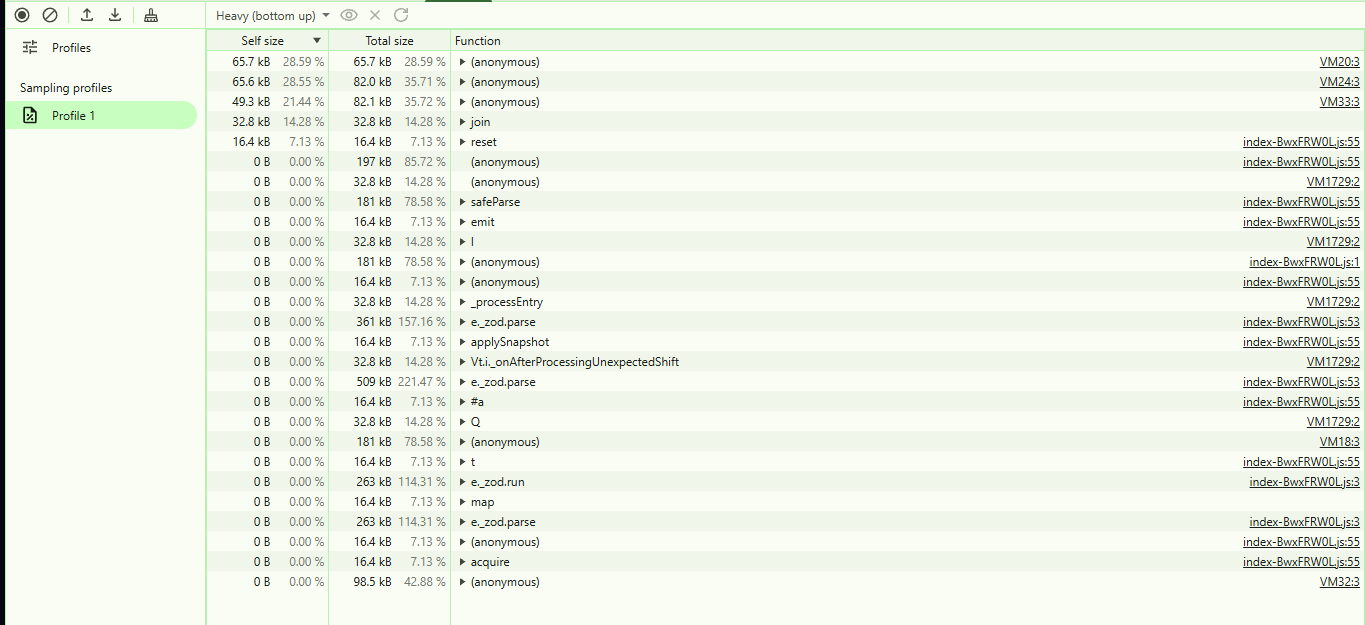 Heavy (bottom up)
Profiles
Sampling profiles
Profile 1
Self size Total size Function
65.7 kB 28.59 % 65.7 kB 28.59 % (anonymous) VM20:3
65.6 kB 28.55 % 82.0 kB 35.71 % (anonymous) VM24:3
49.3 kB 21.44 % 82.1 kB 35.72 % (anonymous) VM33:3
32.8 kB 14.28 % 32.8 kB 14.28 % join
16.4 kB 7.13 % 16.4 kB 7.13 % reset index-BwxFRW0L.js:55
0 B 0.00 % 197 kB 85.72 % (anonymous) index-BwxFRW0L.js:55
0 B 0.00 % 32.8 kB 14.28 % (anonymous) VM1729:2
0 B 0.00 % 181 kB 78.58 % safeParse index-BwxFRW0L.js:55
0 B 0.00 % 16.4 kB 7.13 % emit index-BwxFRW0L.js:55
0 B 0.00 % 32.8 kB 14.28 % l VM1729:2
0 B 0.00 % 181 kB 78.58 % (anonymous) index-BwxFRW0L.js:1
0 B 0.00 % 16.4 kB 7.13 % (anonymous) index-BwxFRW0L.js:55
0 B 0.00 % 32.8 kB 14.28 % _processEntry VM1729:2
0 B 0.00 % 361 kB 157.16 % e._zod.parse index-BwxFRW0L.js:53
0 B 0.00 % 16.4 kB 7.13 % applySnapshot index-BwxFRW0L.js:55
0 B 0.00 % 32.8 kB 14.28 % Vt.i._onAfterProcessingUnexpectedShift VM1729:2
0 B 0.00 % 509 kB 221.47 % e._zod.parse index-BwxFRW0L.js:53
0 B 0.00 % 16.4 kB 7.13 % #a index-BwxFRW0L.js:55
0 B 0.00 % 32.8 kB 14.28 % Q VM1729:2
0 B 0.00 % 181 kB 78.58 % (anonymous) VM18:3
0 B 0.00 % 16.4 kB 7.13 % t index-BwxFRW0L.js:55
0 B 0.00 % 263 kB 114.31 % e._zod.run index-BwxFRW0L.js:3
0 B 0.00 % 16.4 kB 7.13 % map
0 B 0.00 % 263 kB 114.31 % e._zod.parse index-BwxFRW0L.js:3
0 B 0.00 % 16.4 kB 7.13 % (anonymous) index-BwxFRW0L.js:55
0 B 0.00 % 16.4 kB 7.13 % acquire index-BwxFRW0L.js:55
0 B 0.00 % 98.5 kB 42.88 % (anonymous) VM32:3